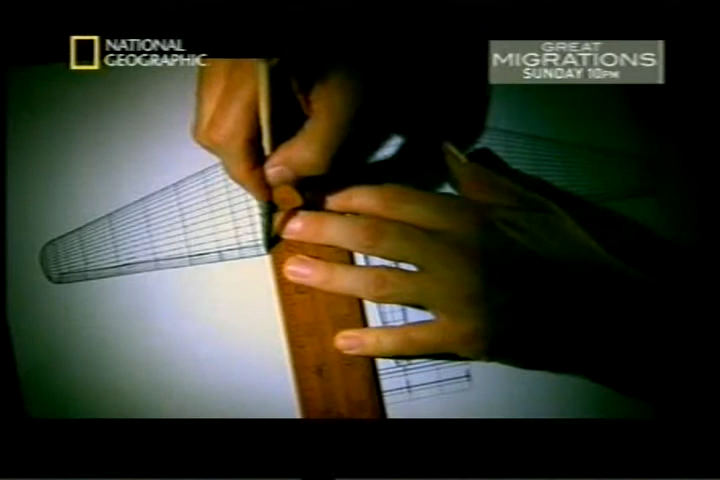 NATIONAL
GEOGRAPHIC
GREAT
MIGRATIONS
SUNDAY 10PM